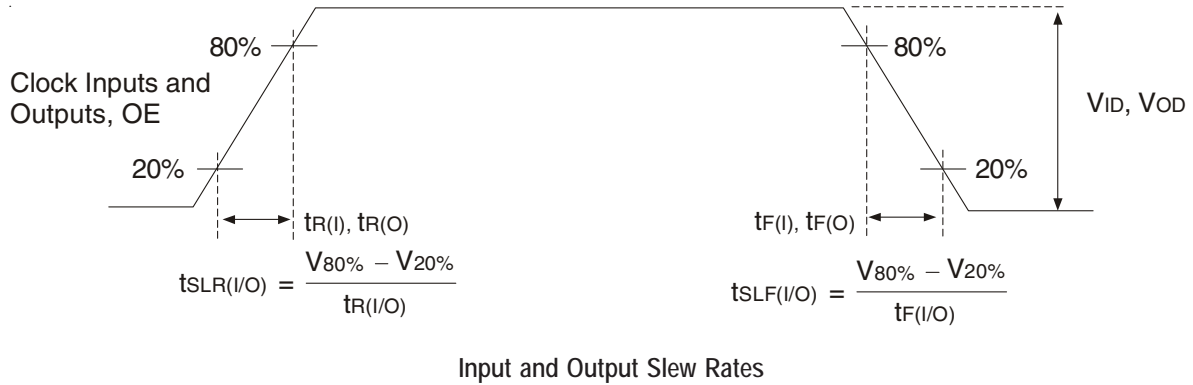 80%
80%
Clock Inputs and
Outputs, OE
VID, VOD
20%
20%
tR(I), tR(O)
tF(I), tF(O)
tSLR(I/O) = V80% – V20%
tR(I/O)
tSLF(I/O) = V80% – V20%
tF(I/O)
Input and Output Slew Rates